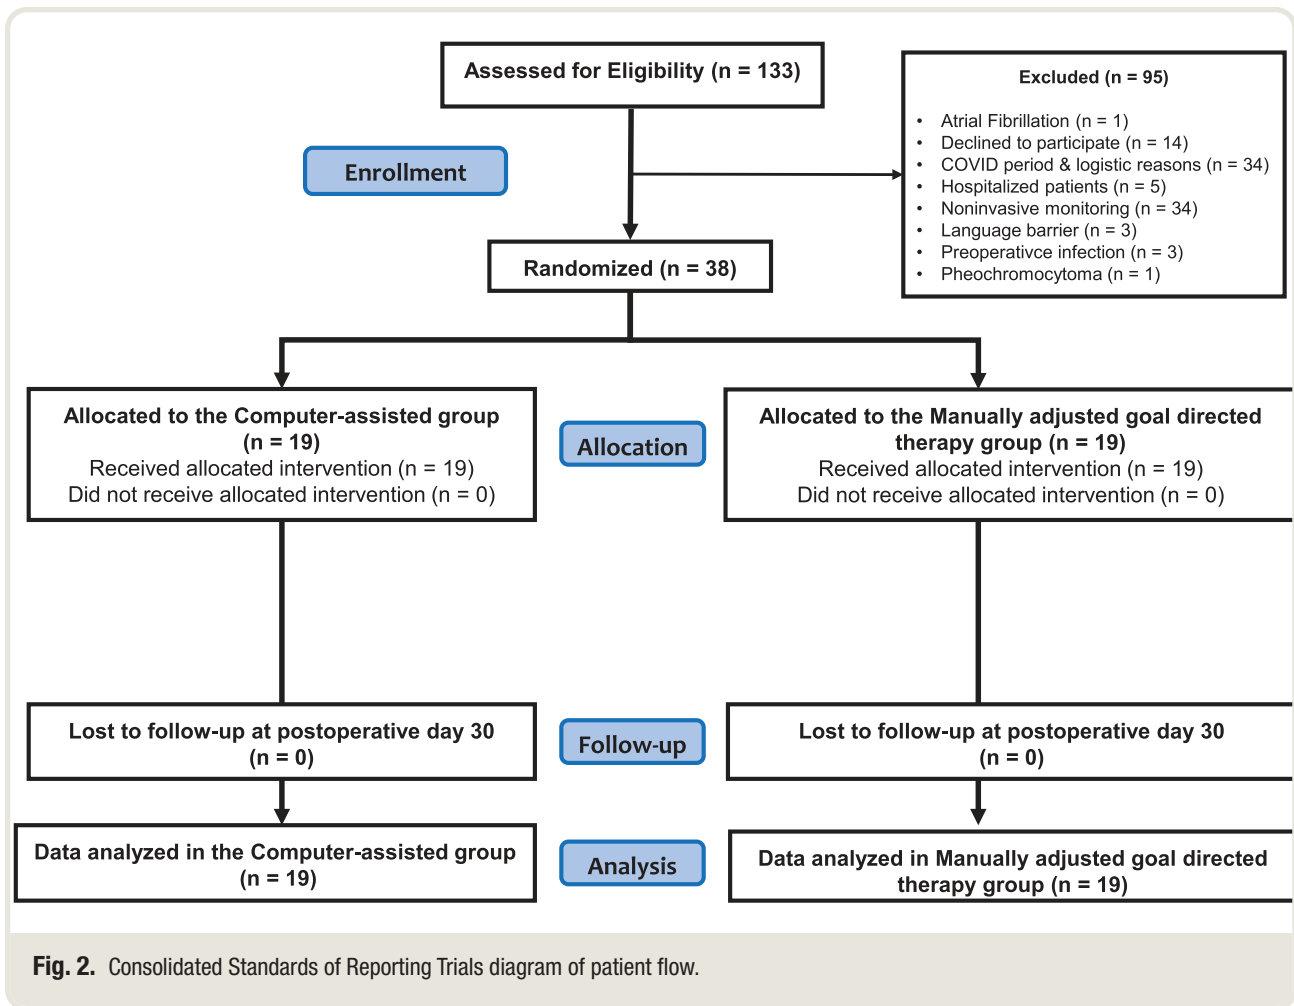 Assessed for Eligibility (n = 133)
Excluded (n = 95)
• Atrial Fibrillation (n = 1)
• Declined to participate (n = 14)
• COVID period & logistic reasons (n = 34)
• Hospitalized patients (n = 5)
• Noninvasive monitoring (n = 34)
• Language barrier (n = 3)
• Preoperativce infection (n = 3)
• Pheochromocytoma (n = 1)
Enrollment
Randomized (n = 38)
Allocated to the Computer-assisted group
(n = 19)
Received allocated intervention (n = 19)
Did not receive allocated intervention (n = 0)
Allocation
Allocated to the Manually adjusted goal directed
therapy group (n = 19)
Received allocated intervention (n = 19)
Did not receive allocated intervention (n = 0)
Lost to follow-up at postoperative day 30
(n = 0)
Follow-up
Lost to follow-up at postoperative day 30
(n = 0)
Data analyzed in the Computer-assisted group
(n = 19)
Analysis
Data analyzed in Manually adjusted goal directed
therapy group (n = 19)
Fig. 2. Consolidated Standards of Reporting Trials diagram of patient flow.